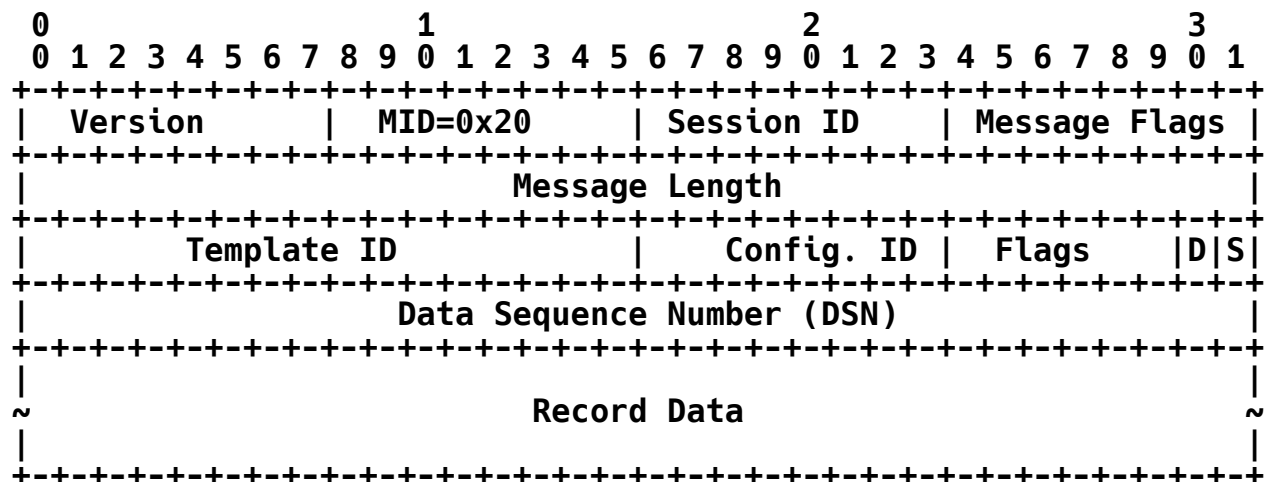 0                   1                   2                   3
 0 1 2 3 4 5 6 7 8 9 0 1 2 3 4 5 6 7 8 9 0 1 2 3 4 5 6 7 8 9 0 1
+-+-+-+-+-+-+-+-+-+-+-+-+-+-+-+-+-+-+-+-+-+-+-+-+-+-+-+-+-+-+-+-+
|  Version      |  MID=0x20     | Session ID    | Message Flags |
+-+-+-+-+-+-+-+-+-+-+-+-+-+-+-+-+-+-+-+-+-+-+-+-+-+-+-+-+-+-+-+-+
|                         Message Length                        |
+-+-+-+-+-+-+-+-+-+-+-+-+-+-+-+-+-+-+-+-+-+-+-+-+-+-+-+-+-+-+-+-+
|        Template ID            |    Config. ID |  Flags    |D|S|
+-+-+-+-+-+-+-+-+-+-+-+-+-+-+-+-+-+-+-+-+-+-+-+-+-+-+-+-+-+-+-+-+
|                   Data Sequence Number (DSN)                  |
+-+-+-+-+-+-+-+-+-+-+-+-+-+-+-+-+-+-+-+-+-+-+-+-+-+-+-+-+-+-+-+-+
|                                                               |
~                          Record Data                          ~
|                                                               |
+-+-+-+-+-+-+-+-+-+-+-+-+-+-+-+-+-+-+-+-+-+-+-+-+-+-+-+-+-+-+-+-+